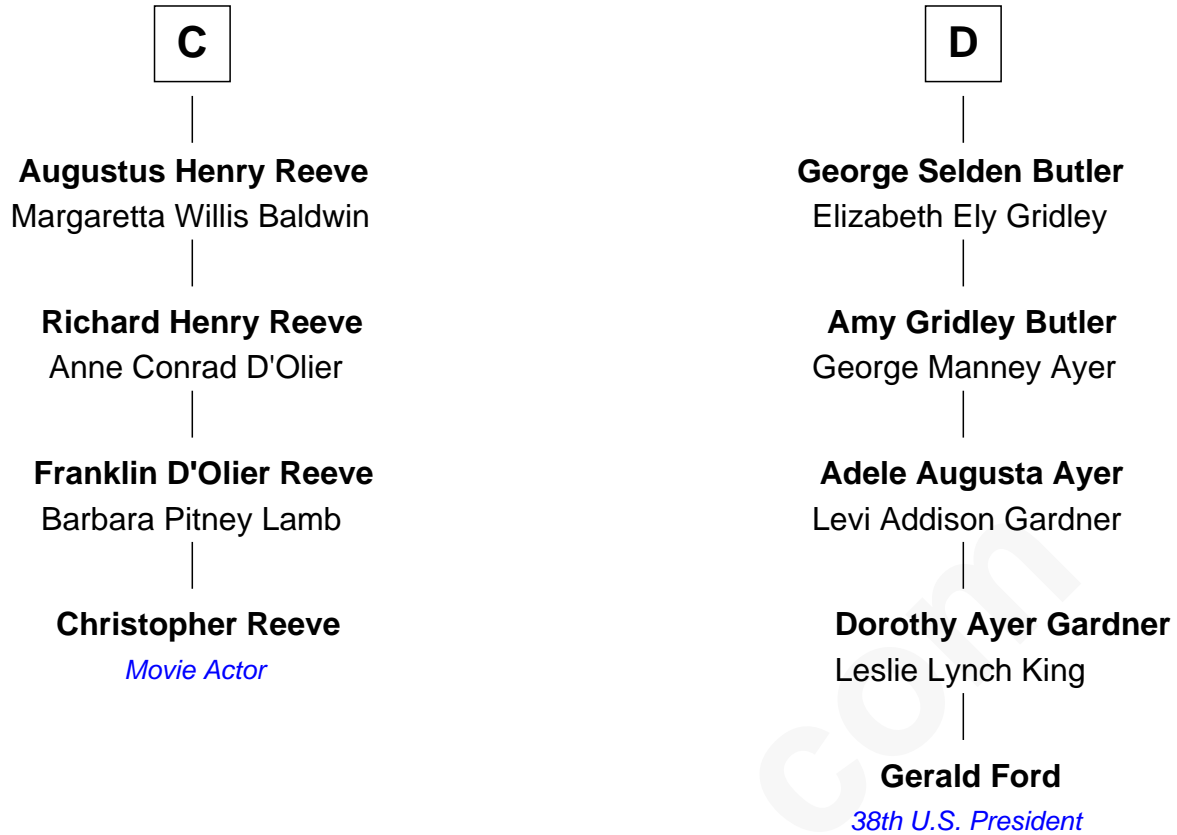 C
Augustus Henry Reeve
Margaretta Willis Baldwin
Richard Henry Reeve
Anne Conrad D'Olier
Franklin D'Olier Reeve
Barbara Pitney Lamb
Christopher Reeve
Movie Actor
D
George Selden Butler
Elizabeth Ely Gridley
Amy Gridley Butler
George Manney Ayer
Adele Augusta Ayer
Levi Addison Gardner
Dorothy Ayer Gardner
Leslie Lynch King
Gerald Ford
38th U.S. President
com